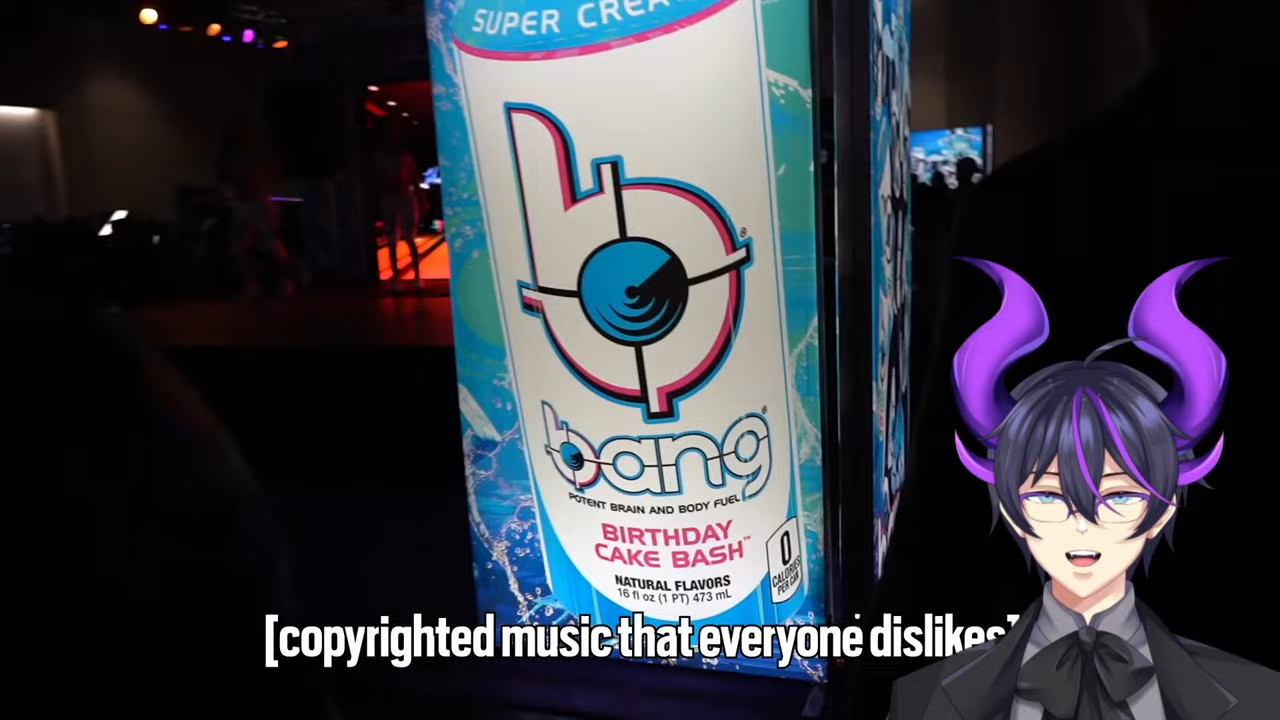 SUPER CREA
bang
POTENT BRAIN AND BODY FUEL
BIRTHDAY
CAKE BASH™
NATURAL FLAVORS
16 fl oz (1 PT) 473 mL
0
CALORIES
PER CAN
[copyrighted music that everyone dislikes]